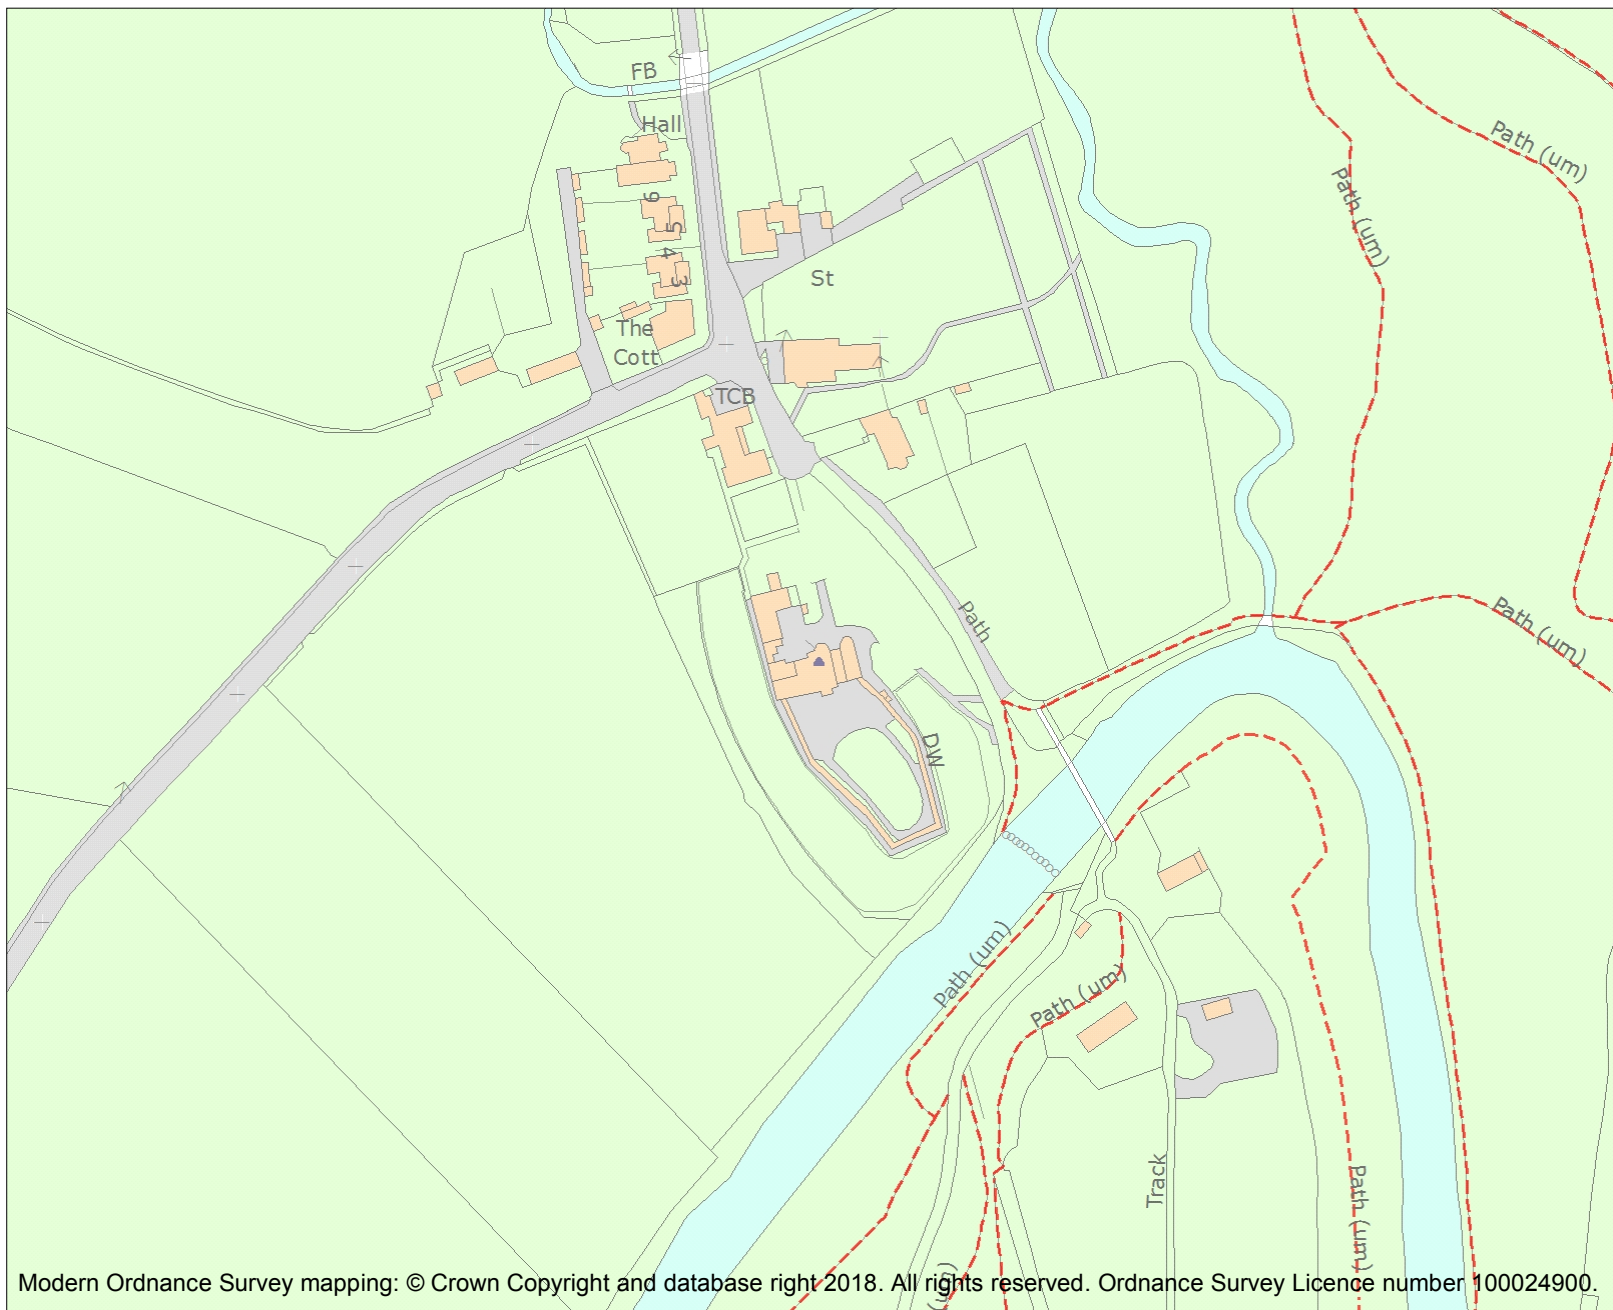 FB
Hall
Path (um)
Path (um)
6
5
4
3
St
The
Cott
TCB
Path
Path (um)
DW
Path (um)
Path (um)
Track
Path (um)
Modern Ordnance Survey mapping: © Crown Copyright and database right 2018. All rights reserved. Ordnance Survey Licence number 100024900.